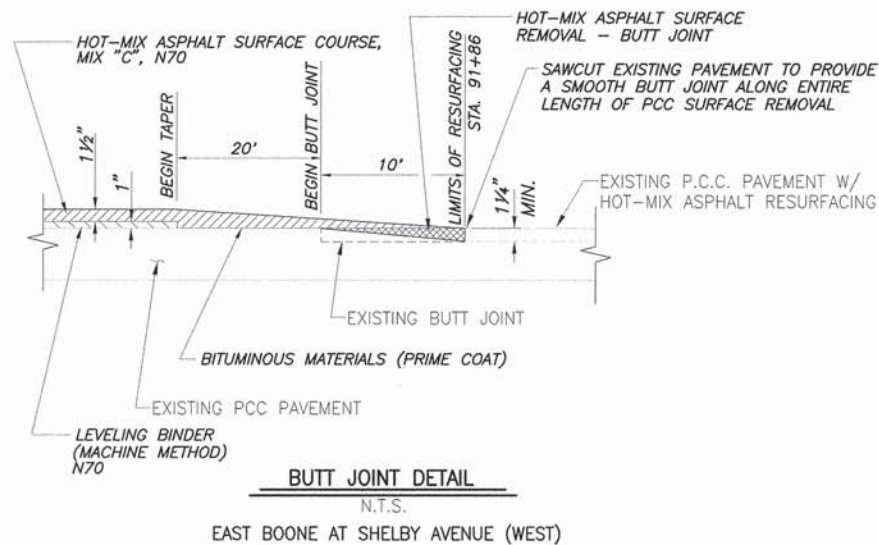 HOT-MIX ASPHALT SURFACE COURSE,
MIX "C", N70
1½"
1"
BEGIN TAPER
20'
BEGIN BUTT JOINT
10'
LIMITS OF RESURFACING
STA. 91+86
1¼"
MIN.
HOT-MIX ASPHALT SURFACE
REMOVAL - BUTT JOINT
SAWCUT EXISTING PAVEMENT TO PROVIDE
A SMOOTH BUTT JOINT ALONG ENTIRE
LENGTH OF PCC SURFACE REMOVAL
EXISTING P.C.C. PAVEMENT W/
HOT-MIX ASPHALT RESURFACING
EXISTING BUTT JOINT
BITUMINOUS MATERIALS (PRIME COAT)
EXISTING PCC PAVEMENT
LEVELING BINDER
(MACHINE METHOD)
N70
BUTT JOINT DETAIL
N.T.S.
EAST BOONE AT SHELBY AVENUE (WEST)